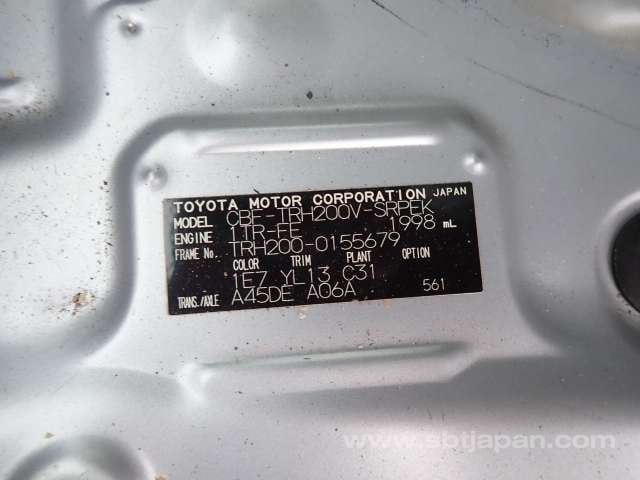 TOYOTA MOTOR CORPORATION JAPAN
MODEL CBF-TRH200V-SRPEK
ENGINE 1TR-FE 1998 mL
FRAME No. TRH200-0155679
COLOR TRIM PLANT OPTION
1E7 YL13 C31
TRANS./AXLE A45DE A06A 561
www.sbtjapan.com